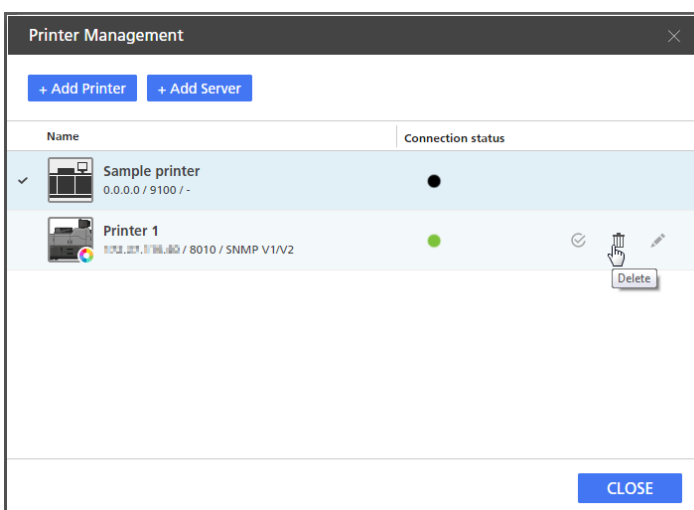 Printer Management
+ Add Printer
+ Add Server
Name
Connection status
Sample printer
0.0.0.0 / 9100 / -
Printer 1
/ 8010 / SNMP V1/V2
Delete
CLOSE